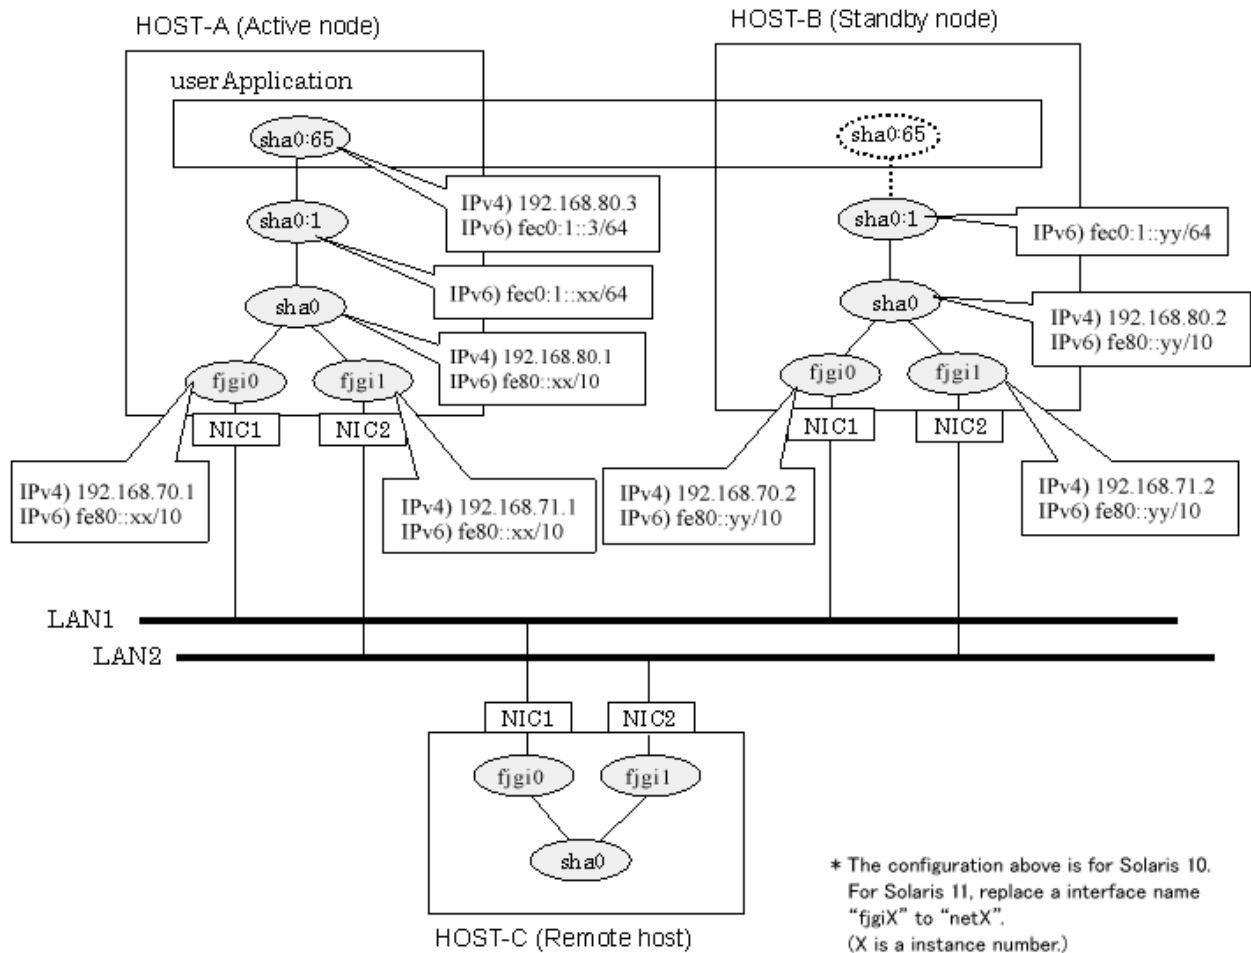 HOST-A (Active node)
HOST-B (Standby node)
userApplication
sha0:65
sha0:65
IPv4) 192.168.80.3
IPv6) fec0:1::3/64
sha0:1
sha0:1
IPv6) fec0:1::yy/64
IPv6) fec0:1::xx/64
sha0
sha0
IPv4) 192.168.80.2
IPv6) fe80::yy/10
IPv4) 192.168.80.1
IPv6) fe80::xx/10
fjgi0
fjgi1
fjgi0
fjgi1
NIC1
NIC2
NIC1
NIC2
IPv4) 192.168.70.1
IPv6) fe80::xx/10
IPv4) 192.168.71.1
IPv6) fe80::xx/10
IPv4) 192.168.70.2
IPv6) fe80::yy/10
IPv4) 192.168.71.2
IPv6) fe80::yy/10
LAN1
LAN2
NIC1
NIC2
fjgi0
fjgi1
sha0
HOST-C (Remote host)
* The configuration above is for Solaris 10.
For Solaris 11, replace a interface name
“fjgiX” to “netX”.
(X is a instance number.)